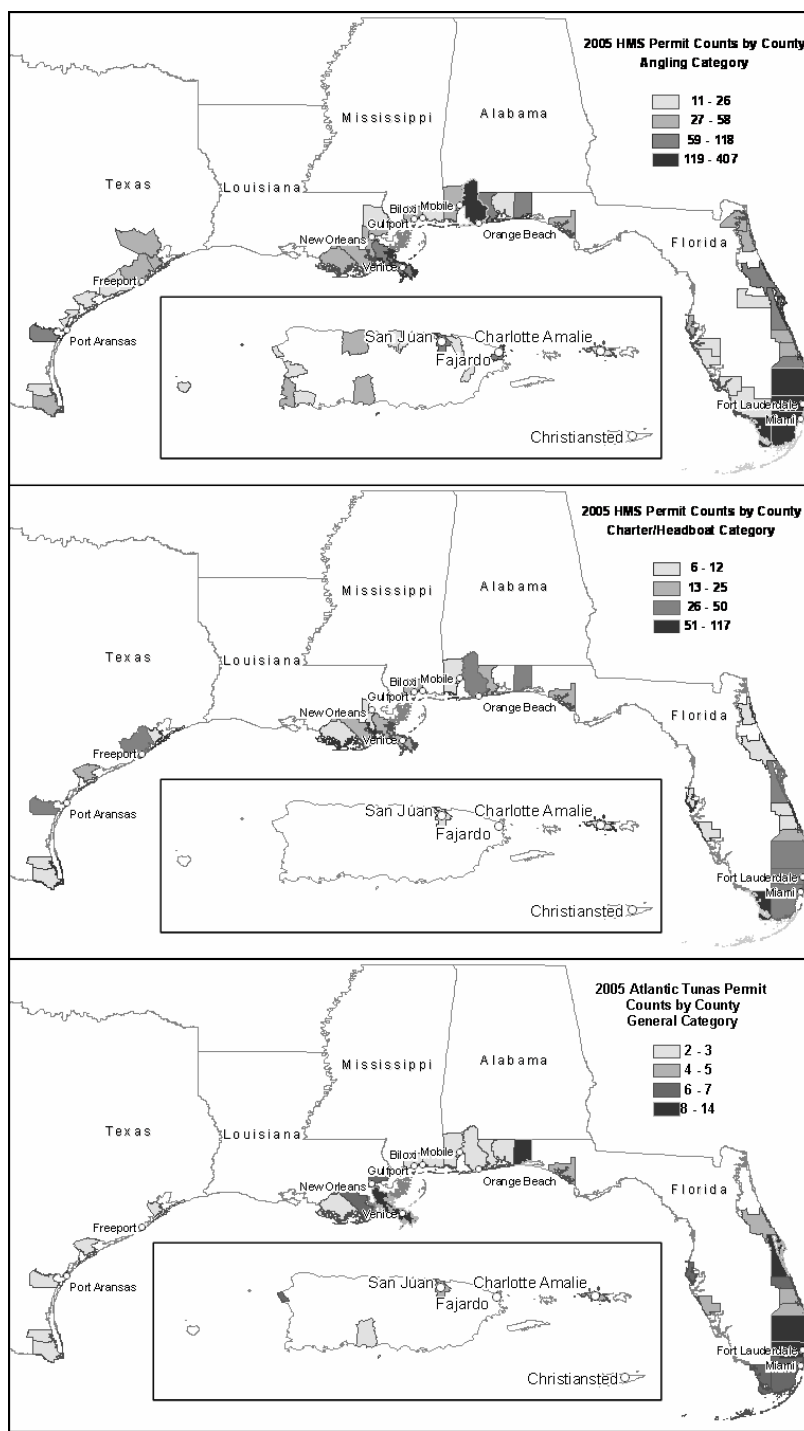 2005 HMS Permit Counts by County
Angling Category
11 - 26
27 - 58
59 - 118
119 - 407
Mississippi
Alabama
Texas
Louisiana
Biloxi
Mobile
Gulfport
New Orleans
Orange Beach
Florida
Venice
Freeport
Port Aransas
San Júan
Charlotte Amalie
Fajardo
Fort Lauderdale
Miami
Christiansted
2005 HMS Permit Counts by County
Charter/Headboat Category
6 - 12
13 - 25
26 - 50
51 - 117
Mississippi
Alabama
Texas
Louisiana
Biloxi
Mobile
Gulfport
New Orleans
Orange Beach
Florida
Venice
Freeport
Port Aransas
San Júan
Charlotte Amalie
Fajardo
Fort Lauderdale
Miami
Christiansted
2005 Atlantic Tunas Permit
Counts by County
General Category
2 - 3
4 - 5
6 - 7
8 - 14
Mississippi
Alabama
Texas
Louisiana
Biloxi
Mobile
Gulfport
New Orleans
Orange Beach
Florida
Venice
Freeport
Port Aransas
San Júan
Charlotte Amalie
Fajardo
Fort Lauderdale
Miami
Christiansted